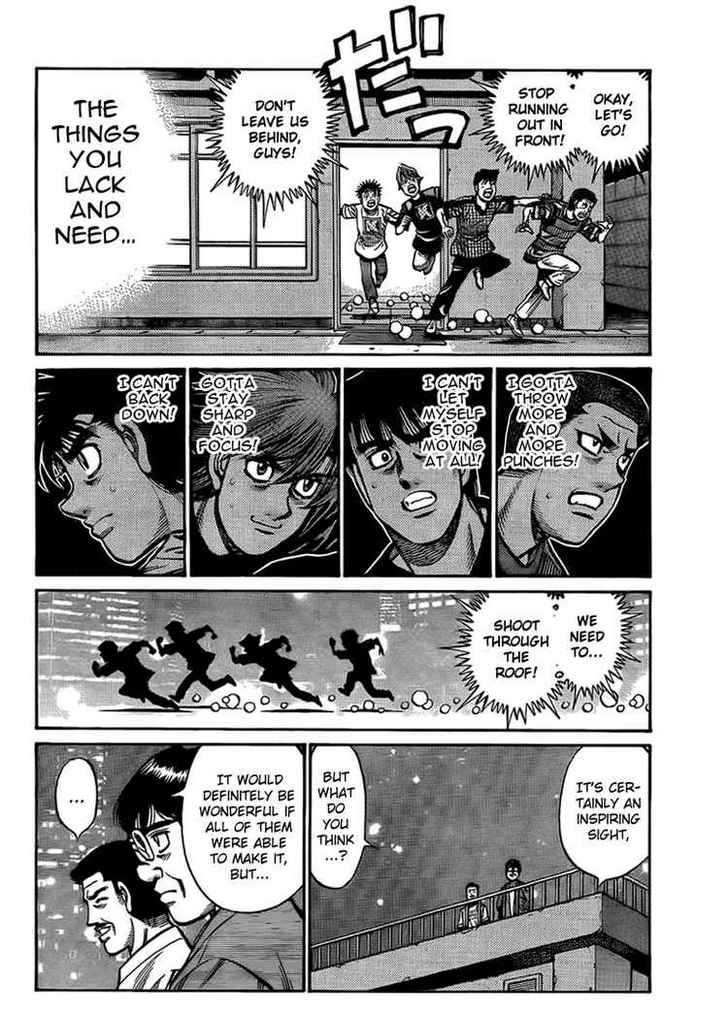 だっ
OKAY,
LET'S
GO!
STOP
RUNNING
OUT IN
FRONT!
DON'T
LEAVE US
BEHIND,
GUYS!
THE
THINGS
YOU
LACK
AND
NEED...
I GOTTA
THROW
MORE
AND
MORE
PUNCHES!
I CAN'T
LET
MYSELF
STOP
MOVING
AT ALL!
GOTTA
STAY
SHARP
AND
FOCUS!
I CAN'T
BACK
DOWN!
WE
NEED
TO...
SHOOT
THROUGH
THE
ROOF!
IT'S CER-
TAINLY AN
INSPIRING
SIGHT,
BUT
WHAT
DO YOU
THINK
...?
IT WOULD
DEFINITELY BE
WONDERFUL IF
ALL OF THEM
WERE ABLE
TO MAKE IT,
BUT...
...